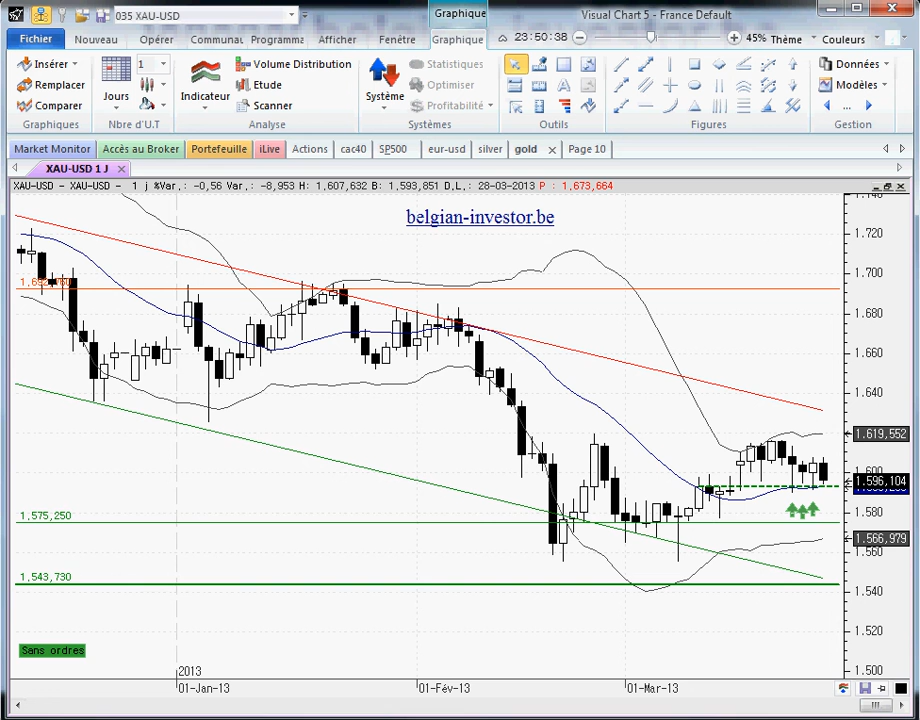 035 XAU-USD
Graphique
Visual Chart 5 - France Default
Fichier Nouveau Opérer Communau Programma Afficher Fenêtre Graphique 23:50:38 45% Thème Couleurs
Insérer
Remplacer
Comparer
Graphiques
1
Jours
Nbre d'U.T
Indicateur
Volume Distribution
Etude
Scanner
Analyse
Système
Statistiques
Optimiser
Profitabilité
Systèmes
Outils
Figures
Données
Modèles
...
Gestion
Market Monitor Accès au Broker Portefeuille iLive Actions cac40 SP500 eur-usd silver gold Page 10
XAU-USD 1 J
XAU-USD - XAU-USD - 1 j %Var,: -0,56 Var,: -8,953 H: 1,607,632 B: 1,593,851 D.L.: 28-03-2013 P : 1,673,664
belgian-investor.be
1.740
1.720
1.700
1.680
1.660
1.640
1.619,552
1.600
1.596,104
1.580
1.566,979
1.560
1.540
1.520
1.500
1,575,250
1,543,730
Sans ordres
2013
01-Jan-13 01-Fév-13 01-Mar-13